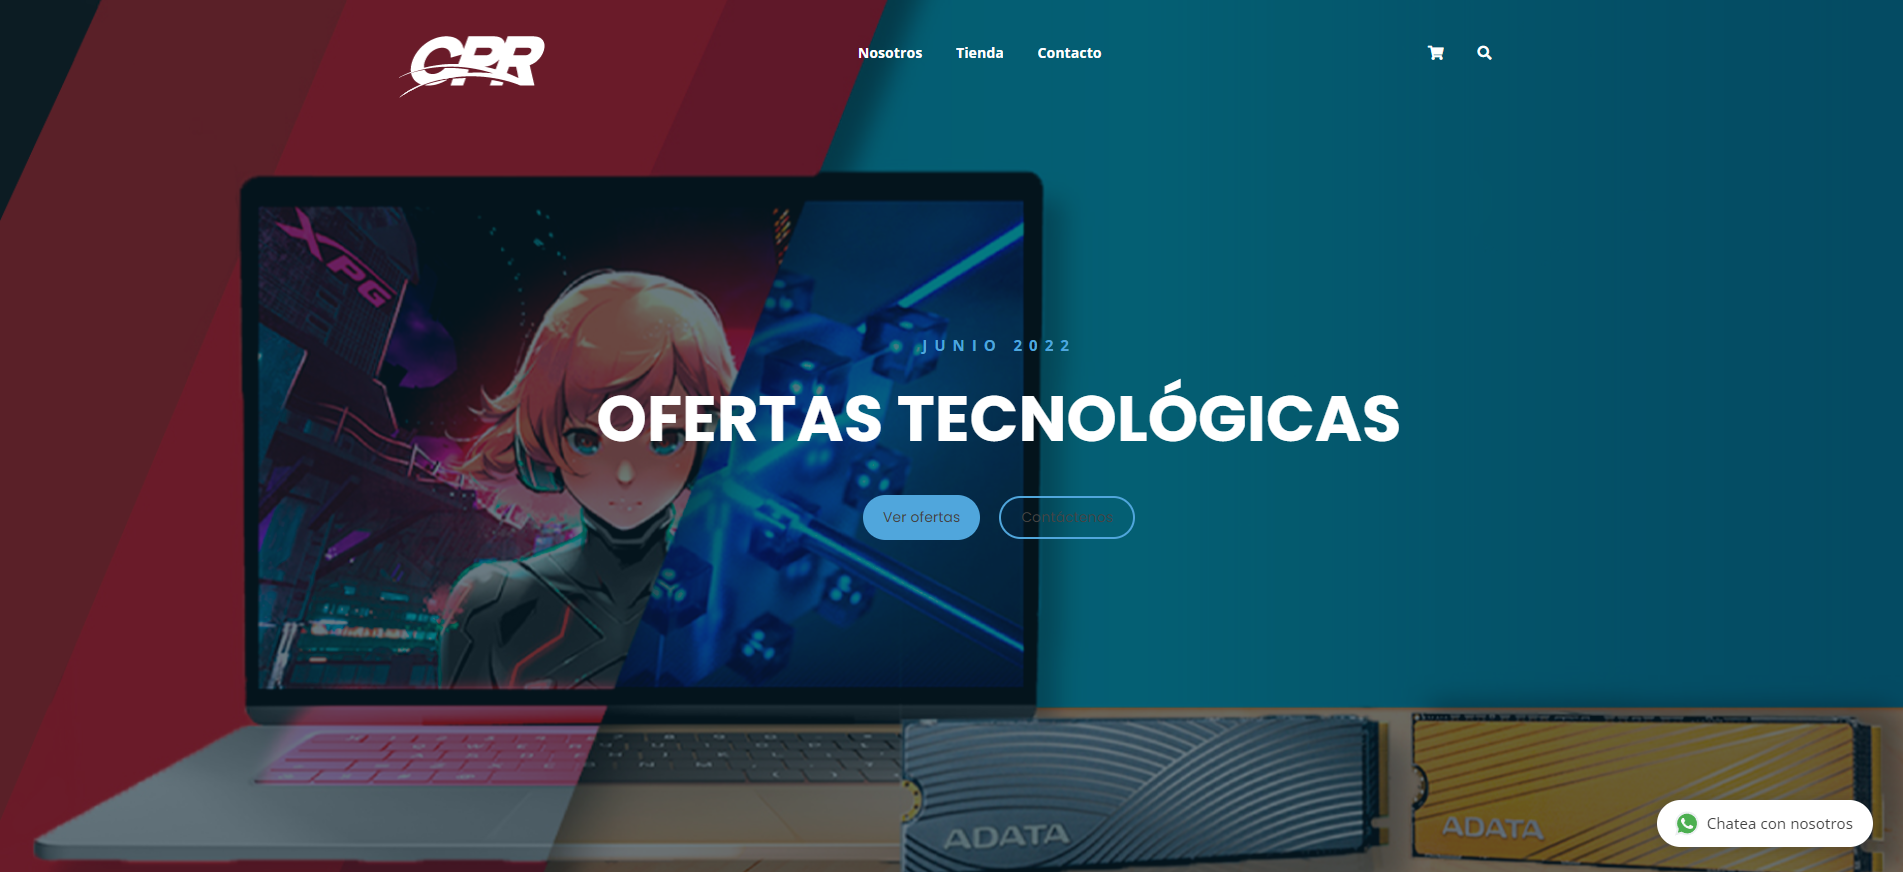 CPR
Nosotros Tienda Contacto
XPG
JUNIO 2022
OFERTAS TECNOLÓGICAS
Ver ofertas Contáctanos
ADATA ADATA
Chatea con nosotros